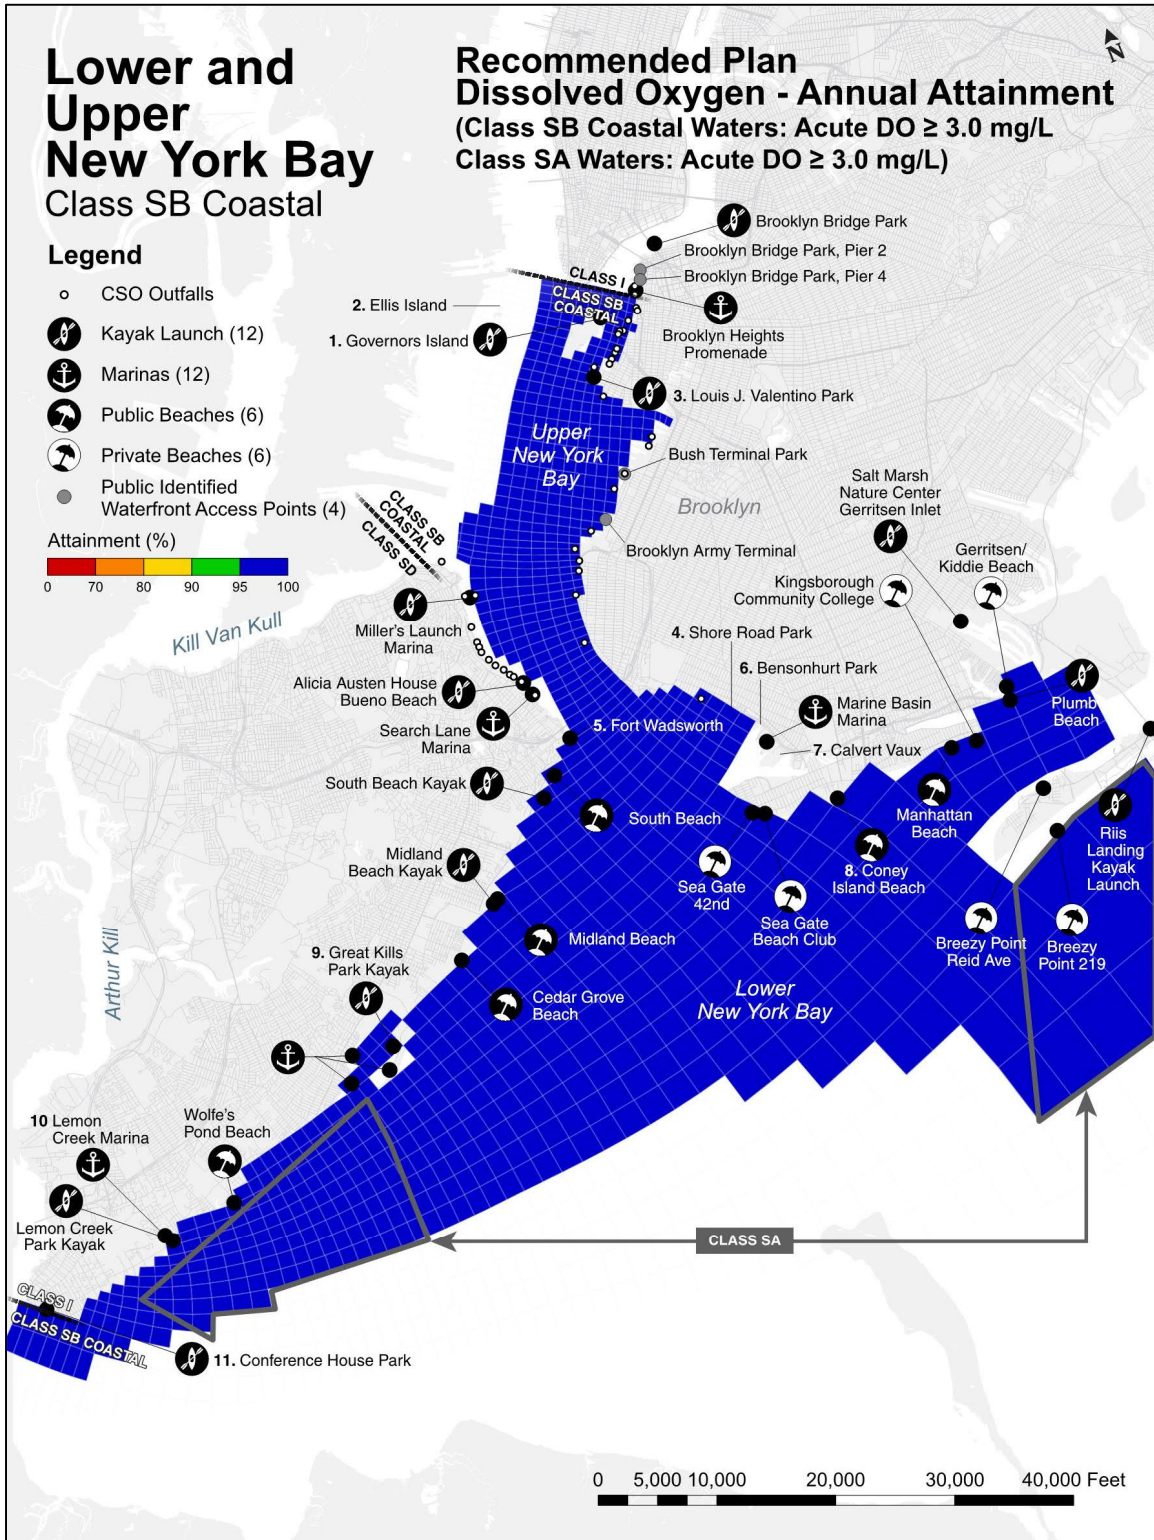 Lower and
Upper
New York Bay
Class SB Coastal
Recommended Plan
Dissolved Oxygen - Annual Attainment
(Class SB Coastal Waters: Acute DO ≥ 3.0 mg/L
Class SA Waters: Acute DO ≥ 3.0 mg/L)
N
Legend
CSO Outfalls
Kayak Launch (12)
Marinas (12)
Public Beaches (6)
Private Beaches (6)
Public Identified
Waterfront Access Points (4)
Attainment (%)
0 70 80 90 95 100
Brooklyn Bridge Park
Brooklyn Bridge Park, Pier 2
Brooklyn Bridge Park, Pier 4
CLASS I
CLASS SB
COASTAL
2. Ellis Island
1. Governors Island
Brooklyn Heights
Promenade
3. Louis J. Valentino Park
Upper
New York
Bay
Bush Terminal Park
Brooklyn
Salt Marsh
Nature Center
Gerritsen Inlet
CLASS SB
COASTAL
CLASS SD
Brooklyn Army Terminal
Gerritsen/
Kiddie Beach
Kingsborough
Community College
Kill Van Kull
Miller's Launch
Marina
4. Shore Road Park
6. Bensonhurt Park
Alicia Austen House
Bueno Beach
Search Lane
Marina
5. Fort Wadsworth
Marine Basin
Marina
Plumb
Beach
7. Calvert Vaux
South Beach Kayak
South Beach
Manhattan
Beach
Riis
Landing
Kayak
Launch
Midland
Beach Kayak
Sea Gate
42nd
8. Coney
Island Beach
Sea Gate
Beach Club
Midland Beach
Breezy Point
Reid Ave
Breezy
Point 219
Arthur Kill
9. Great Kills
Park Kayak
Cedar Grove
Beach
Lower
New York Bay
10 Lemon
Creek Marina
Wolfe's
Pond Beach
Lemon Creek
Park Kayak
CLASS SA
CLASS I
CLASS SB COASTAL
11. Conference House Park
0 5,000 10,000 20,000 30,000 40,000 Feet